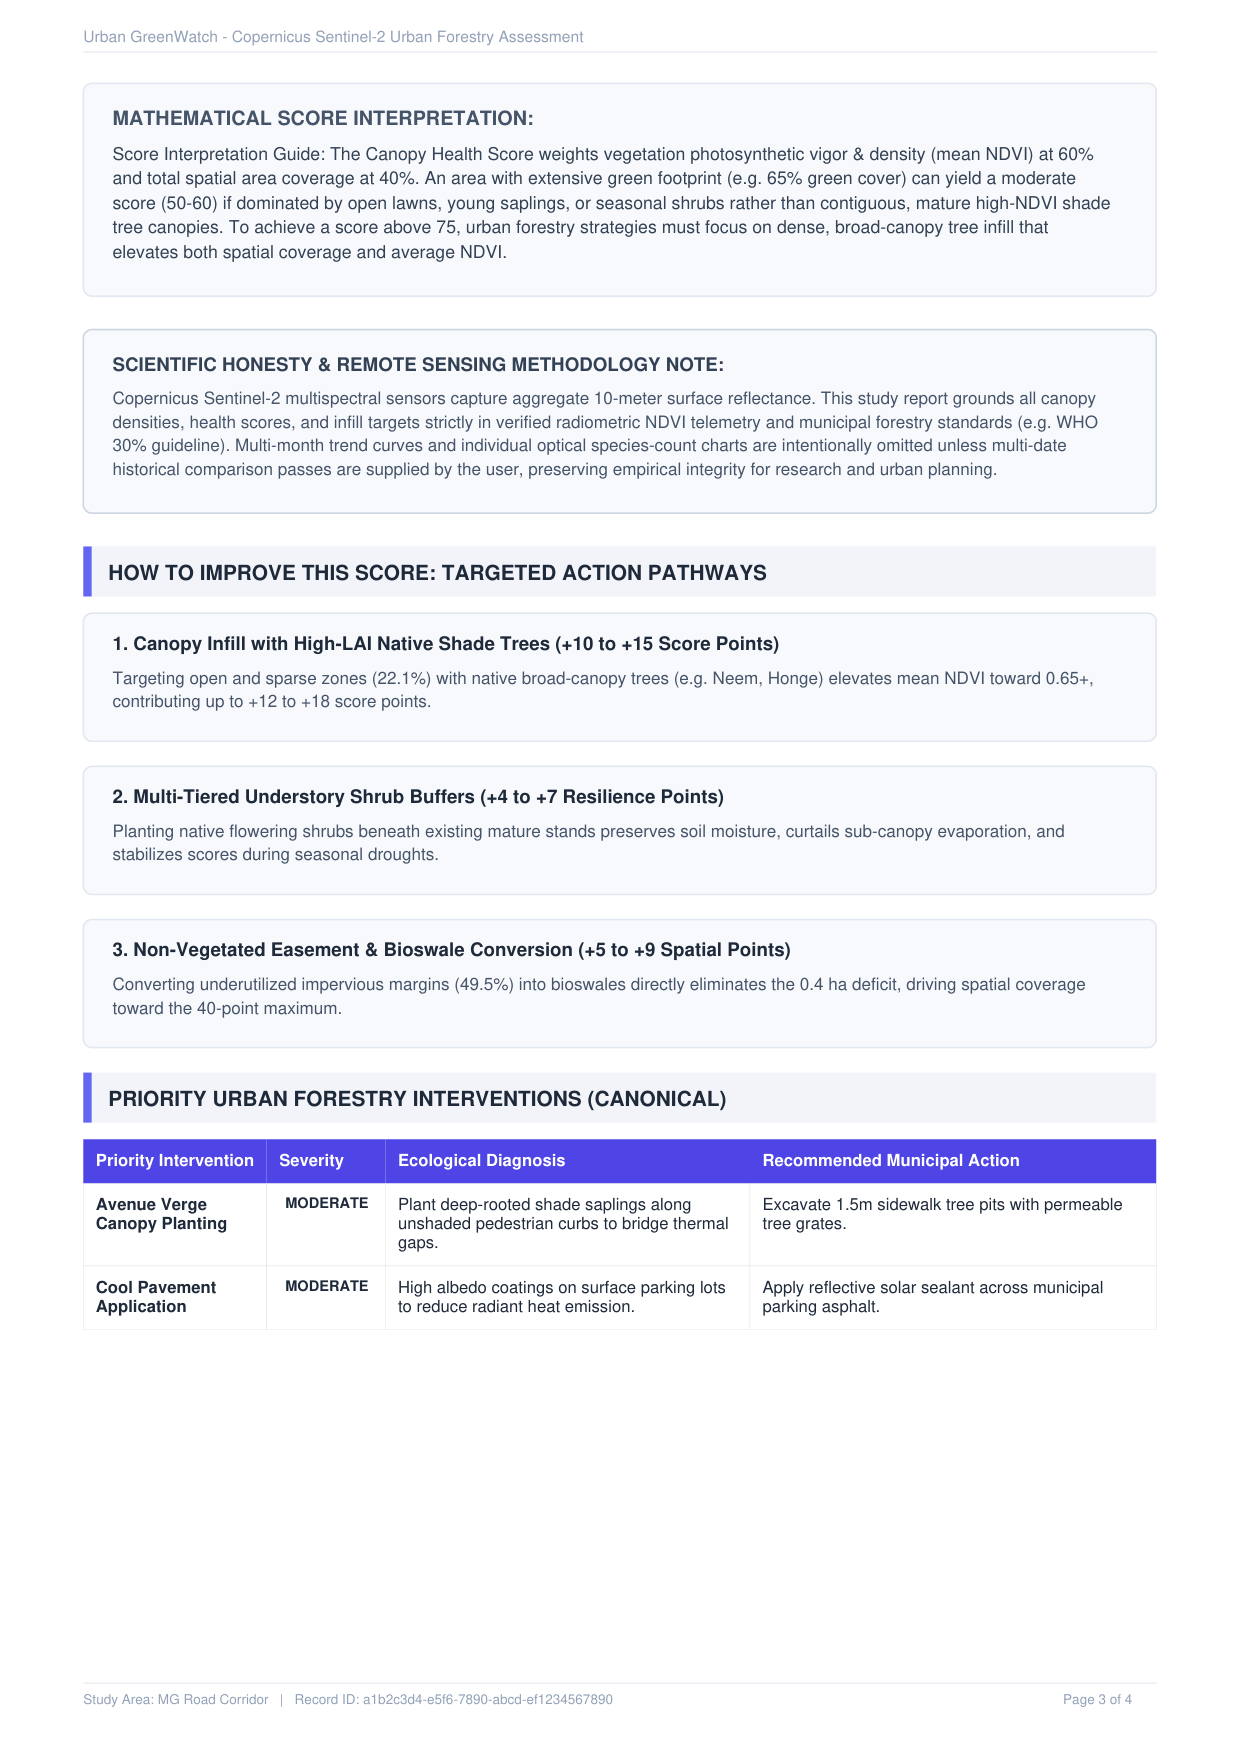 Urban GreenWatch - Copernicus Sentinel-2 Urban Forestry Assessment
MATHEMATICAL SCORE INTERPRETATION:
Score Interpretation Guide: The Canopy Health Score weights vegetation photosynthetic vigor & density (mean NDVI) at 60%
and total spatial area coverage at 40%. An area with extensive green footprint (e.g. 65% green cover) can yield a moderate
score (50-60) if dominated by open lawns, young saplings, or seasonal shrubs rather than contiguous, mature high-NDVI shade
tree canopies. To achieve a score above 75, urban forestry strategies must focus on dense, broad-canopy tree infill that
elevates both spatial coverage and average NDVI.
SCIENTIFIC HONESTY & REMOTE SENSING METHODOLOGY NOTE:
Copernicus Sentinel-2 multispectral sensors capture aggregate 10-meter surface reflectance. This study report grounds all canopy
densities, health scores, and infill targets strictly in verified radiometric NDVI telemetry and municipal forestry standards (e.g. WHO
30% guideline). Multi-month trend curves and individual optical species-count charts are intentionally omitted unless multi-date
historical comparison passes are supplied by the user, preserving empirical integrity for research and urban planning.
HOW TO IMPROVE THIS SCORE: TARGETED ACTION PATHWAYS
1. Canopy Infill with High-LAI Native Shade Trees (+10 to +15 Score Points)
Targeting open and sparse zones (22.1%) with native broad-canopy trees (e.g. Neem, Honge) elevates mean NDVI toward 0.65+,
contributing up to +12 to +18 score points.
2. Multi-Tiered Understory Shrub Buffers (+4 to +7 Resilience Points)
Planting native flowering shrubs beneath existing mature stands preserves soil moisture, curtails sub-canopy evaporation, and
stabilizes scores during seasonal droughts.
3. Non-Vegetated Easement & Bioswale Conversion (+5 to +9 Spatial Points)
Converting underutilized impervious margins (49.5%) into bioswales directly eliminates the 0.4 ha deficit, driving spatial coverage
toward the 40-point maximum.
PRIORITY URBAN FORESTRY INTERVENTIONS (CANONICAL)
Priority Intervention Severity Ecological Diagnosis Recommended Municipal Action
Avenue Verge MODERATE Plant deep-rooted shade saplings along Excavate 1.5m sidewalk tree pits with permeable
Canopy Planting unshaded pedestrian curbs to bridge thermal tree grates.
gaps.
Cool Pavement MODERATE High albedo coatings on surface parking lots Apply reflective solar sealant across municipal
Application to reduce radiant heat emission. parking asphalt.
Study Area: MG Road Corridor | Record ID: a1b2c3d4-e5f6-7890-abcd-ef1234567890 Page 3 of 4